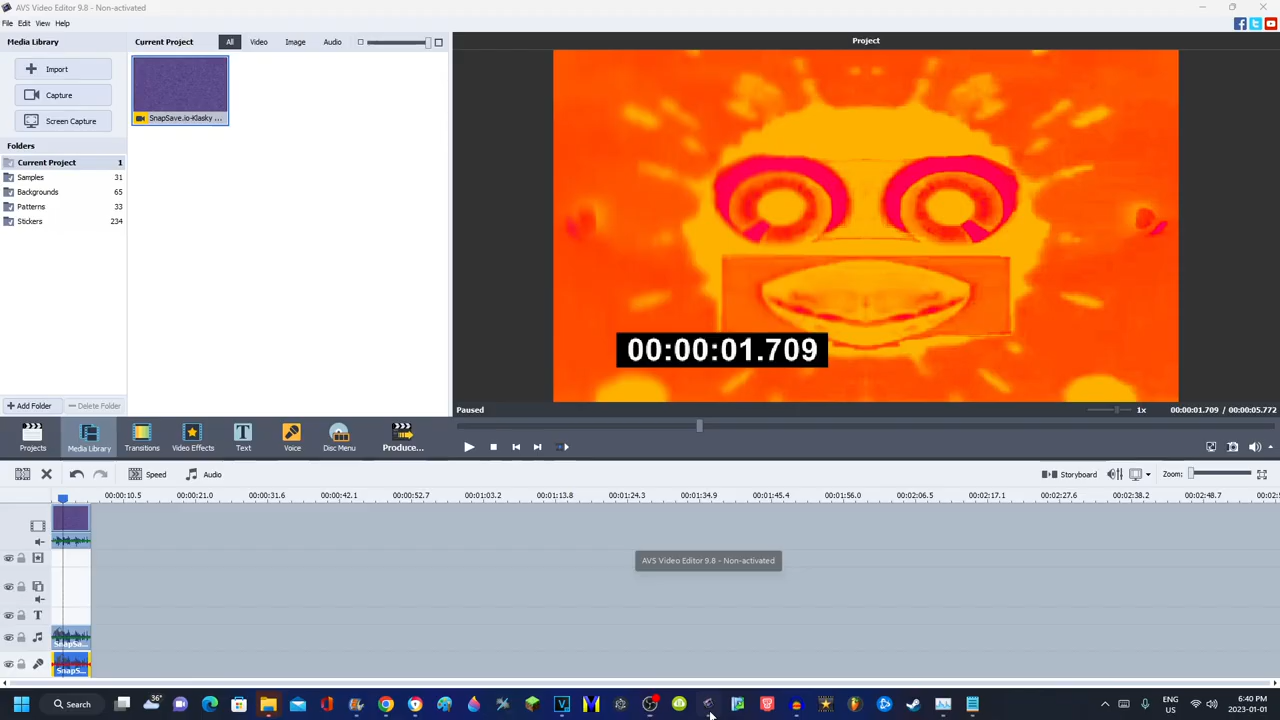 AVS Video Editor 9.8 - Non-activated
File Edit View Help
Media Library
Current Project All Video Image Audio
Project
Import
Capture
Screen Capture
SnapSave.io-Klasky ...
Folders
Current Project 1
Samples 31
Backgrounds 65
Patterns 33
Stickers 234
00:00:01.709
Add Folder Delete Folder
Paused 1x 00:00:01.709 / 00:00:05.772
Projects Media Library Transitions Video Effects Text Voice Disc Menu Produce...
Speed Audio Storyboard Zoom:
00:00:10.5 00:00:21.0 00:00:31.6 00:00:42.1 00:00:52.7 00:01:03.2 00:01:13.8 00:01:24.3 00:01:34.9 00:01:45.4 00:01:56.0 00:02:06.5 00:02:17.1 00:02:27.6 00:02:38.2 00:02:48.7 00:02:5
AVS Video Editor 9.8 - Non-activated
T
SnapSa...
SnapS...
Search 36° ENG US 6:40 PM 2023-01-01